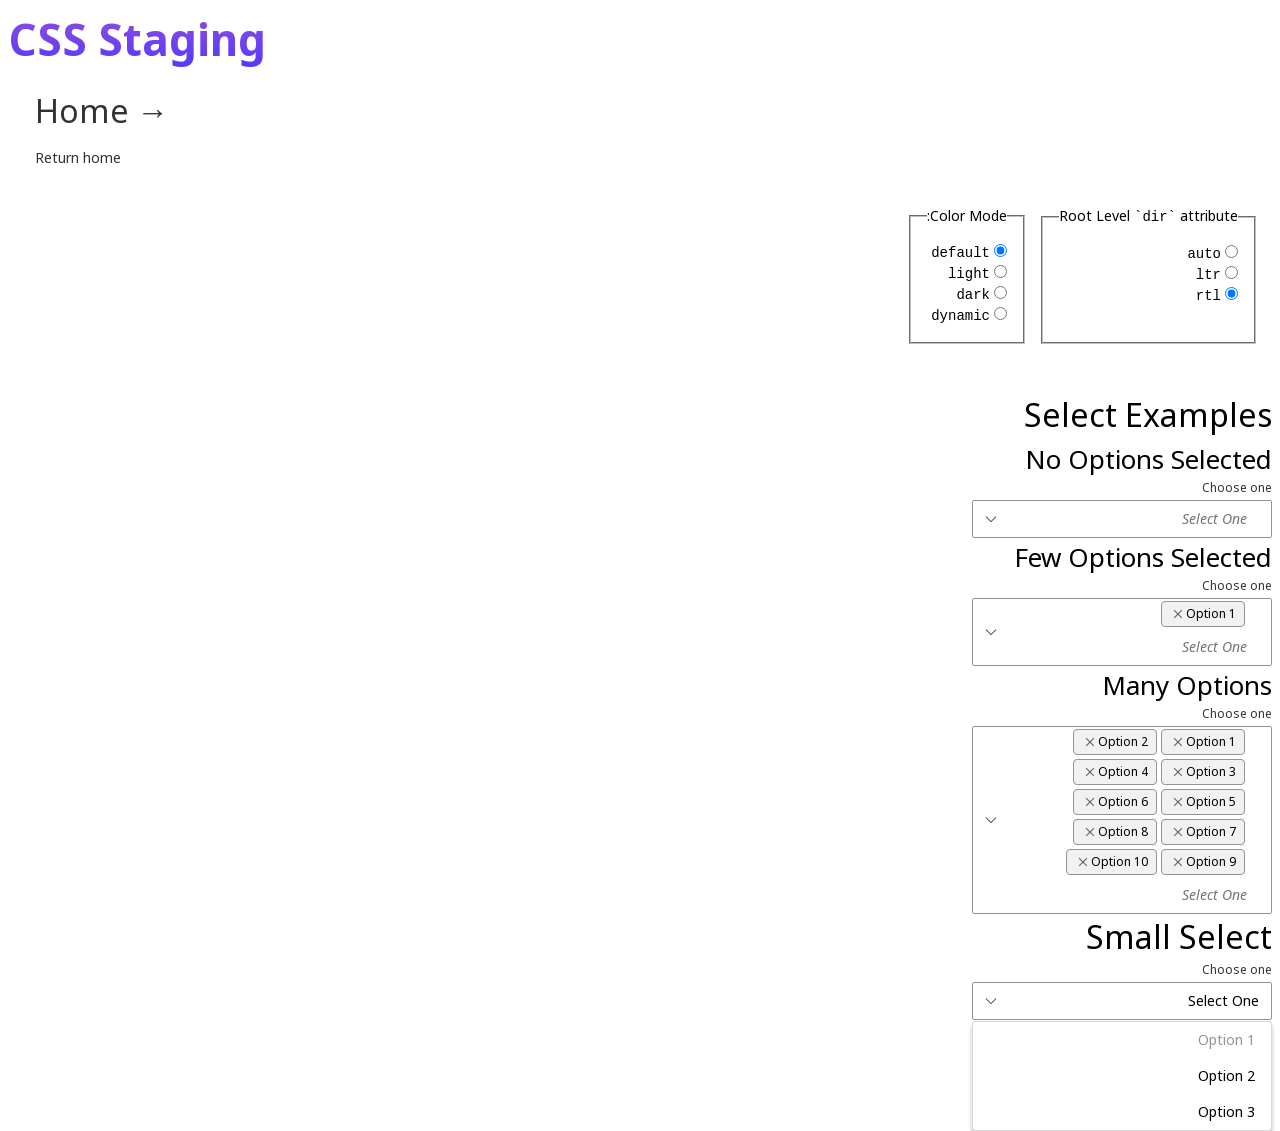 CSS Staging
Home →
Return home
Root Level `dir` attribute
auto
ltr
rtl
:Color Mode
default
light
dark
dynamic
Select Examples
No Options Selected
Choose one
Select One
Few Options Selected
Choose one
Option 1
Select One
Many Options
Choose one
Option 2 Option 1
Option 4 Option 3
Option 6 Option 5
Option 8 Option 7
Option 10 Option 9
Select One
Small Select
Choose one
Select One
Option 1
Option 2
Option 3